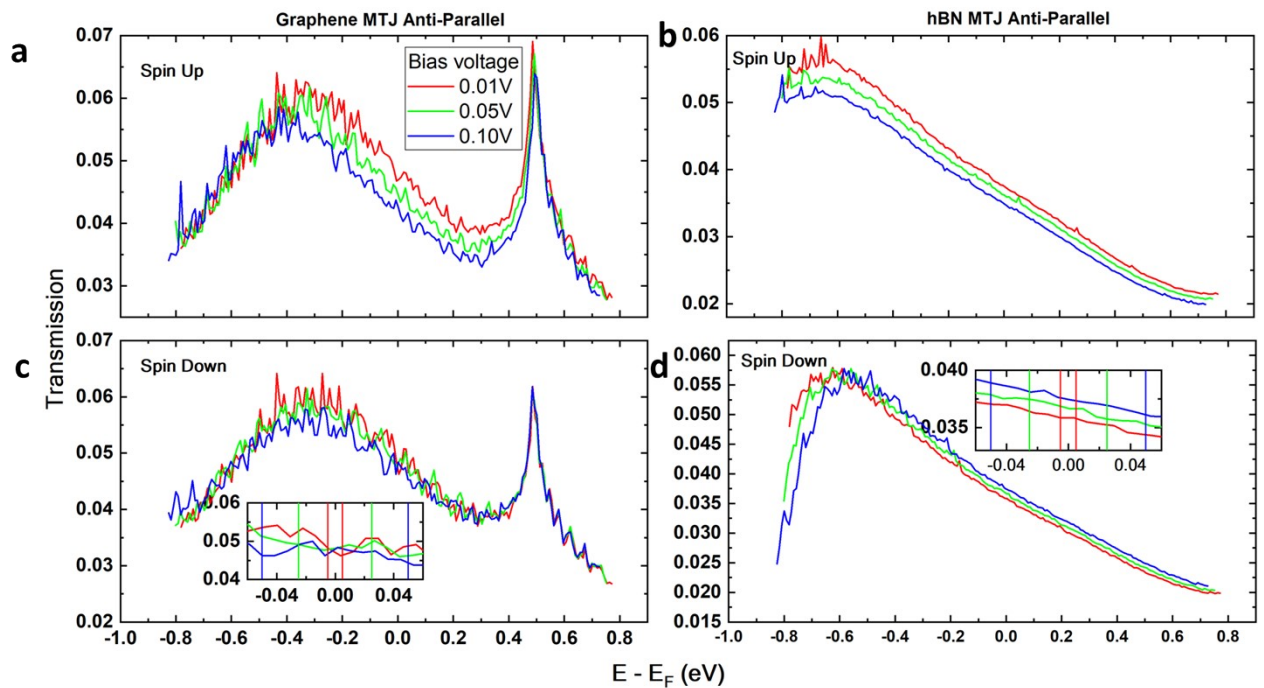 Graphene MTJ Anti-Parallel
hBN MTJ Anti-Parallel
a
0.07
0.06
0.05
0.04
0.03
Spin Up
Bias voltage
0.01V
0.05V
0.10V
b
0.06
0.05
0.04
0.03
0.02
Spin Up
Transmission
c
0.07
0.06
0.05
0.04
0.03
0.02
Spin Down
0.06
0.05
0.04
-0.04 0.00 0.04
-1.0 -0.8 -0.6 -0.4 -0.2 0.0 0.2 0.4 0.6 0.8
d
0.060
0.055
0.050
0.045
0.040
0.035
0.030
0.025
0.020
0.015
Spin Down
0.040
0.035
-0.04 0.00 0.04
-1.0 -0.8 -0.6 -0.4 -0.2 0.0 0.2 0.4 0.6 0.8
E - E_F (eV)